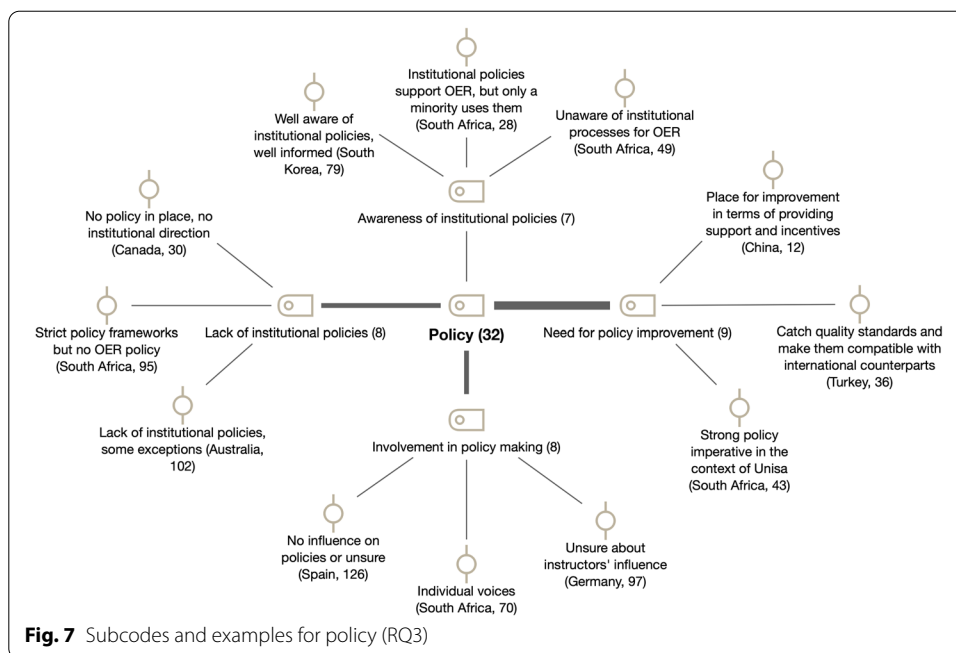 Institutional policies
support OER, but only a
minority uses them
(South Africa, 28)
Well aware of
institutional policies,
well informed (South
Korea, 79)
Unaware of institutional
processes for OER
(South Africa, 49)
Awareness of institutional policies (7)
No policy in place, no
institutional direction
(Canada, 30)
Place for improvement
in terms of providing
support and incentives
(China, 12)
Strict policy frameworks
but no OER policy
(South Africa, 95)
Lack of institutional policies (8)
Policy (32)
Need for policy improvement (9)
Catch quality standards and
make them compatible with
international counterparts
(Turkey, 36)
Lack of institutional policies,
some exceptions (Australia,
102)
Involvement in policy making (8)
Strong policy
imperative in the
context of Unisa
(South Africa, 43)
No influence on
policies or unsure
(Spain, 126)
Individual voices
(South Africa, 70)
Unsure about
instructors' influence
(Germany, 97)
Fig. 7 Subcodes and examples for policy (RQ3)